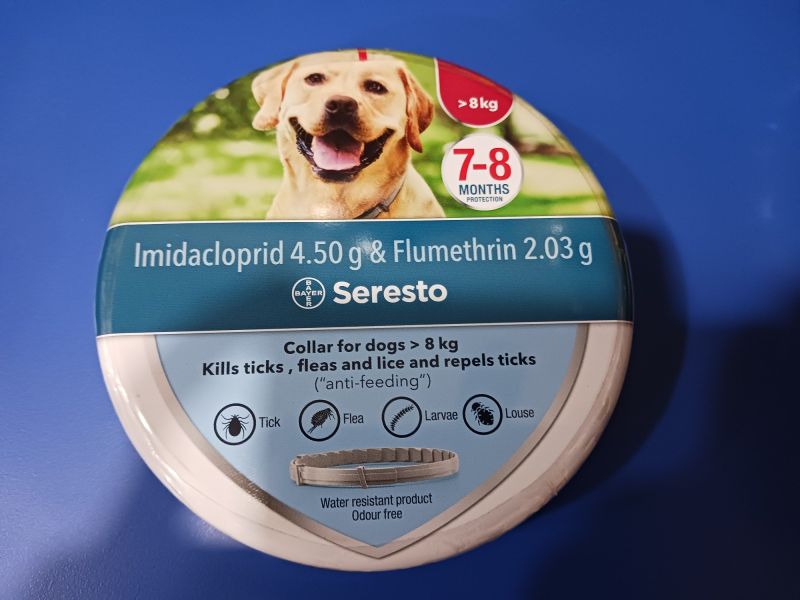 >8kg
7-8
MONTHS
PROTECTION
Imidacloprid 4.50 g & Flumethrin 2.03 g
BAYER
BAYER
Seresto
Collar for dogs > 8 kg
Kills ticks , fleas and lice and repels ticks
("anti-feeding")
Tick
Flea
Larvae
Louse
Water resistant product
Odour free